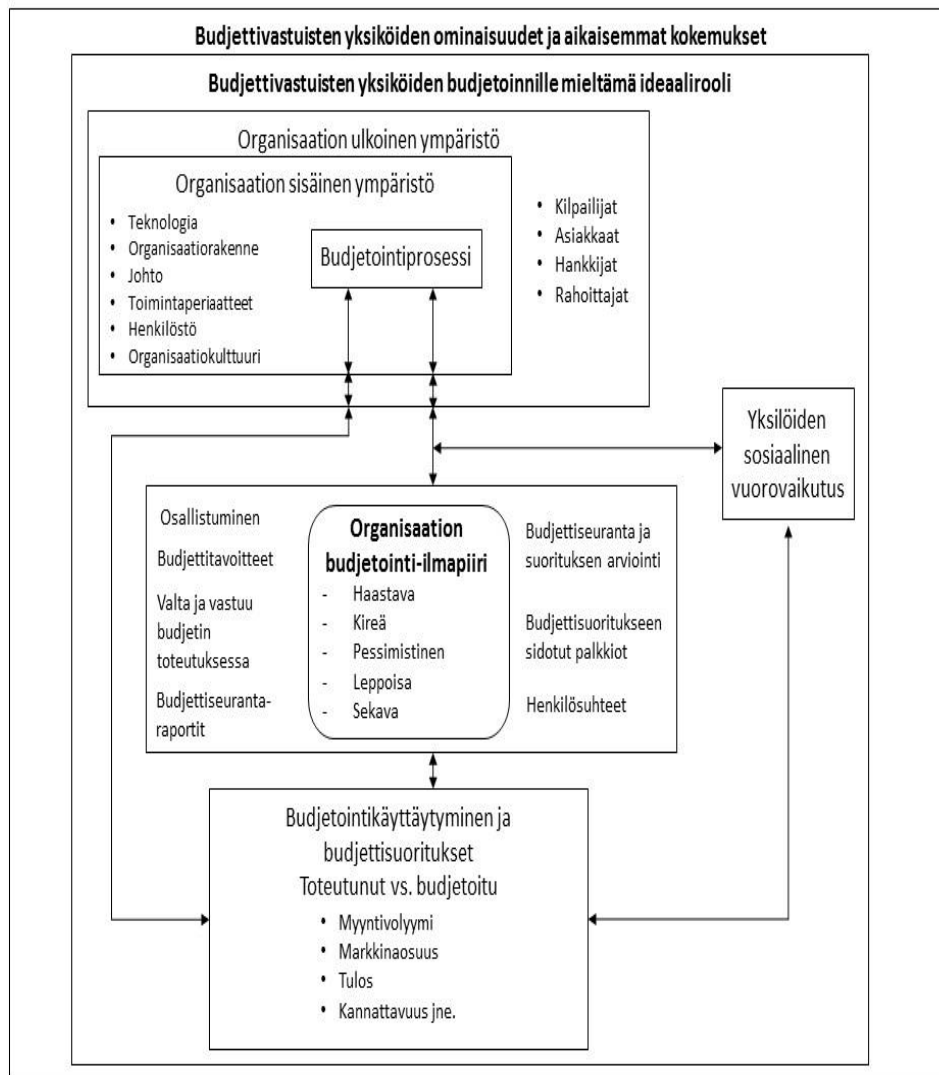 Budjettivastuisten yksiköiden ominaisuudet ja aikaisemmat kokemukset
Budjettivastuisten yksiköiden budjetoinnille mieltämä ideaalirooli
Organisaation ulkoinen ympäristö
Organisaation sisäinen ympäristö
• Teknologia
• Organisaatiorakenne
• Johto
• Toimintaperiaatteet
• Henkilöstö
• Organisaatiokulttuuri
Budjetointiprosessi
• Kilpailijat
• Asiakkaat
• Hankkijat
• Rahoittajat
Yksilöiden
sosiaalinen
vuorovaikutus
Osallistuminen
Budjettitavoitteet
Valta ja vastuu
budjetin
toteutuksessa
Budjettiseuranta-
raportit
Organisaation
budjetointi-ilmapiiri
- Haastava
- Kireä
- Pessimistinen
- Leppoisa
- Sekava
Budjettiseuranta ja
suorituksen arviointi
Budjettisuoritukseen
sidotut palkkiot
Henkilösuhteet
Budjetointikäyttäytyminen ja
budjettisuoritukset
Toteutunut vs. budjetoitu
• Myyntivolyymi
• Markkinaosuus
• Tulos
• Kannattavuus jne.